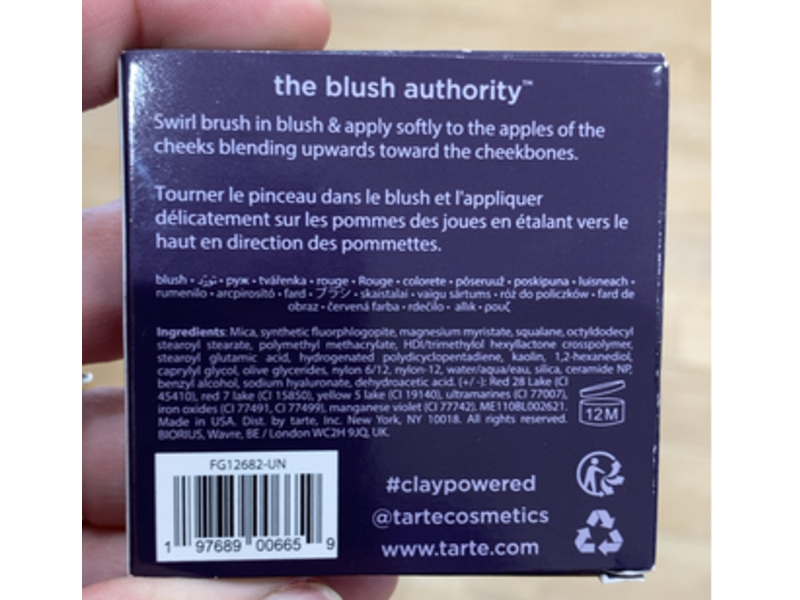 the blush authority™
Swirl brush in blush & apply softly to the apples of the
cheeks blending upwards toward the cheekbones.
Tourner le pinceau dans le blush et l'appliquer
délicatement sur les pommes des joues en étalant vers le
haut en direction des pommettes.
blush • руж • tvářenka • rouge • Rouge • colorete • põseruuž • poskipuna • luisneach •
rumenilo • arcpirosító • fard • ブラシ • skaistalai • vaigu sārtums • róż do policzków • fard de
obraz • červená farba • rdečilo • allık • ρουζ
Ingredients: Mica, synthetic fluorphlogopite, magnesium myristate, squalane, octyldodecyl
stearoyl stearate, polymethyl methacrylate, HDI/trimethylol hexyllactone crosspolymer,
stearoyl glutamic acid, hydrogenated polydicyclopentadiene, kaolin, 1,2-hexanediol,
caprylyl glycol, olive glycerides, nylon 6/12, nylon-12, water/aqua/eau, silica, ceramide NP,
benzyl alcohol, sodium hyaluronate, dehydroacetic acid. (+/-): Red 28 Lake (CI
45410), red 7 lake (CI 15850), yellow 5 lake (CI 19140), ultramarines (CI 77007),
iron oxides (CI 77491, CI 77499), manganese violet (CI 77742). ME110BL002621.
Made in USA. Dist. by tarte, Inc. New York, NY 10018. All rights reserved.
BIORIUS, Wavre, BE / London WC2H 9JQ, UK.
12M
FG12682-UN
1 97689 00665 9
#claypowered
@tartecosmetics
www.tarte.com